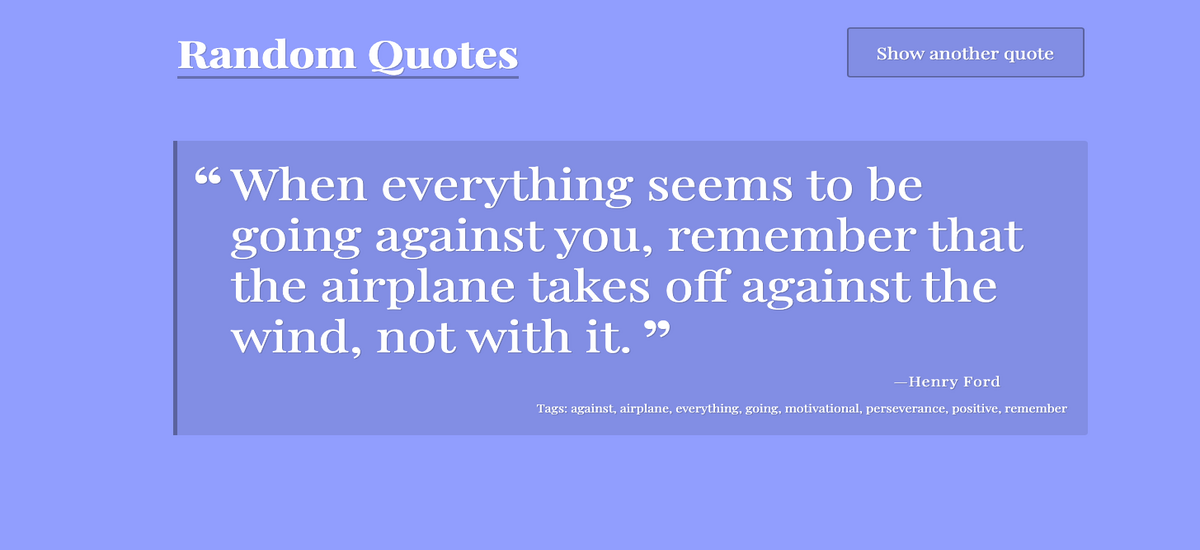 Random Quotes
Show another quote
“ When everything seems to be
going against you, remember that
the airplane takes off against the
wind, not with it. ”
—Henry Ford
Tags: against, airplane, everything, going, motivational, perseverance, positive, remember